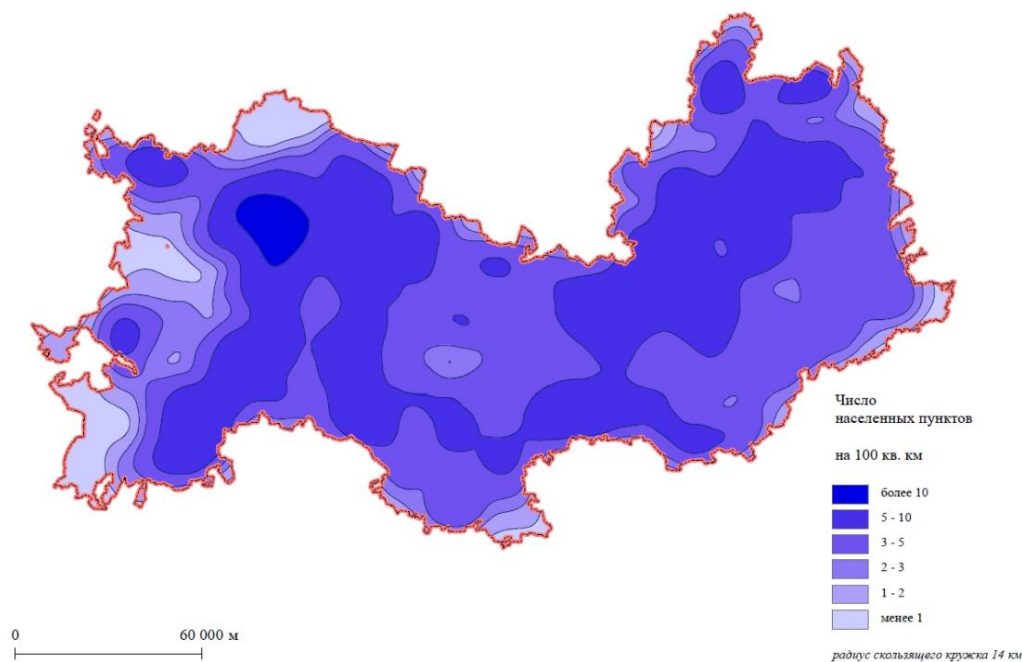 Число
населенных пунктов
на 100 кв. км
более 10
5 - 10
3 - 5
2 - 3
1 - 2
менее 1
0 60 000 м
радиус скользящего кружка 14 км